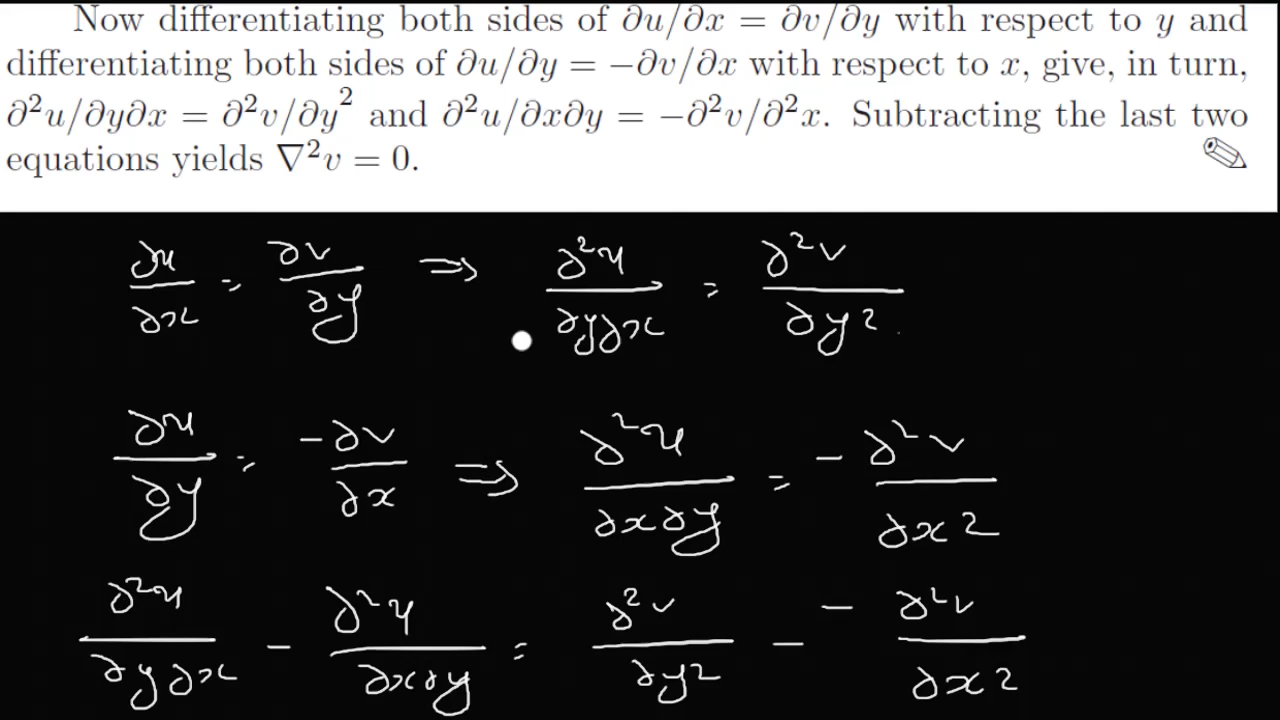 Now differentiating both sides of ∂u/∂x = ∂v/∂y with respect to y and
differentiating both sides of ∂u/∂y = −∂v/∂x with respect to x, give, in turn,
∂²u/∂y∂x = ∂²v/∂y² and ∂²u/∂x∂y = −∂²v/∂²x. Subtracting the last two
equations yields ∇²v = 0.
∂u/∂x = ∂v/∂y ⇒ ∂²u/∂y∂x = ∂²v/∂y²
∂u/∂y = −∂v/∂x ⇒ ∂²u/∂x∂y = −∂²v/∂x²
∂²u/∂y∂x − ∂²u/∂x∂y = ∂²v/∂y² − −∂²v/∂x²